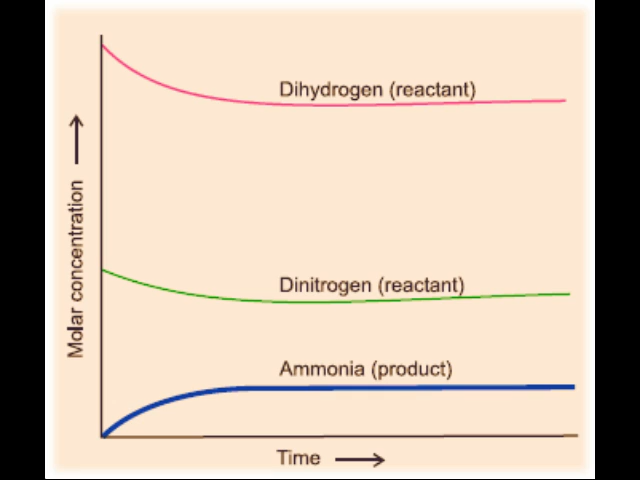 Dihydrogen (reactant)
Molar concentration
Dinitrogen (reactant)
Ammonia (product)
Time